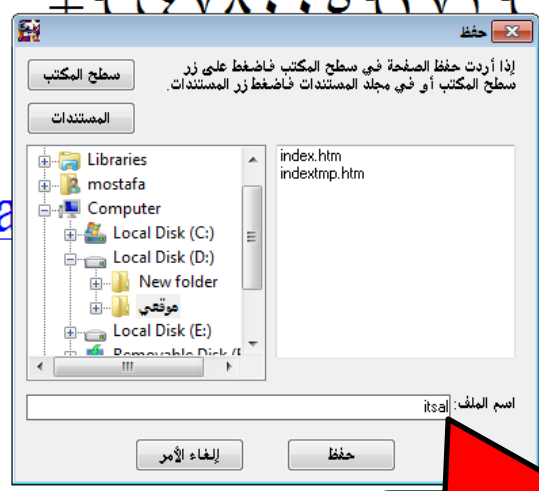 حفظ
إذا أردت حفظ الصفحة في سطح المكتب فاضغط على زر
سطح المكتب أو في مجلد المستندات فاضغط زر المستندات.
سطح المكتب
المستندات
Libraries
mostafa
Computer
Local Disk (C:)
Local Disk (D:)
New folder
موقعي
Local Disk (E:)
Removable Disk (F
index.htm
indextmp.htm
اسم الملف: itsal
حفظ
إلغاء الأمر